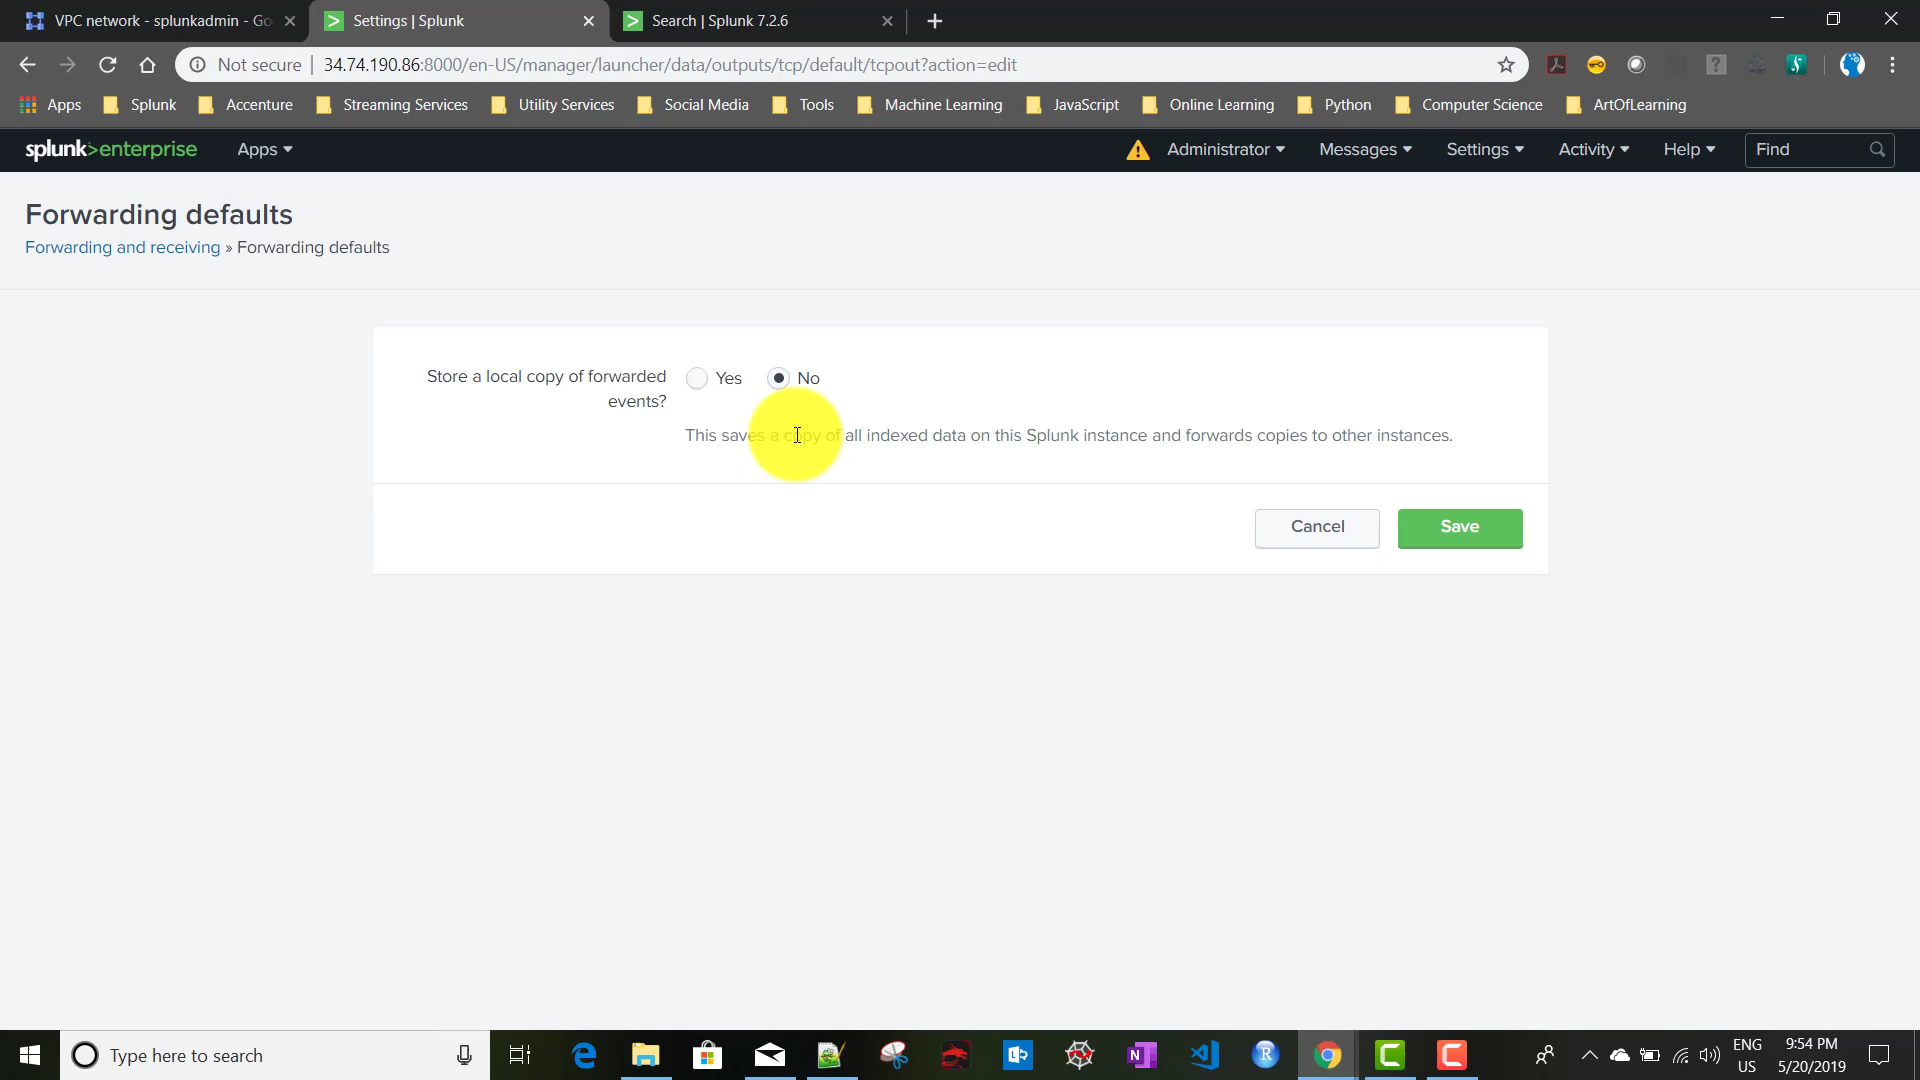 VPC network - splunkadmin - Go
Settings | Splunk
Search | Splunk 7.2.6
Not secure | 34.74.190.86:8000/en-US/manager/launcher/data/outputs/tcp/default/tcpout?action=edit
Apps Splunk Accenture Streaming Services Utility Services Social Media Tools Machine Learning JavaScript Online Learning Python Computer Science ArtOfLearning
splunk>enterprise Apps Administrator Messages Settings Activity Help Find
Forwarding defaults
Forwarding and receiving » Forwarding defaults
Store a local copy of forwarded
events?
Yes No
This saves a copy of all indexed data on this Splunk instance and forwards copies to other instances.
Cancel Save
Type here to search
ENG
US
9:54 PM
5/20/2019